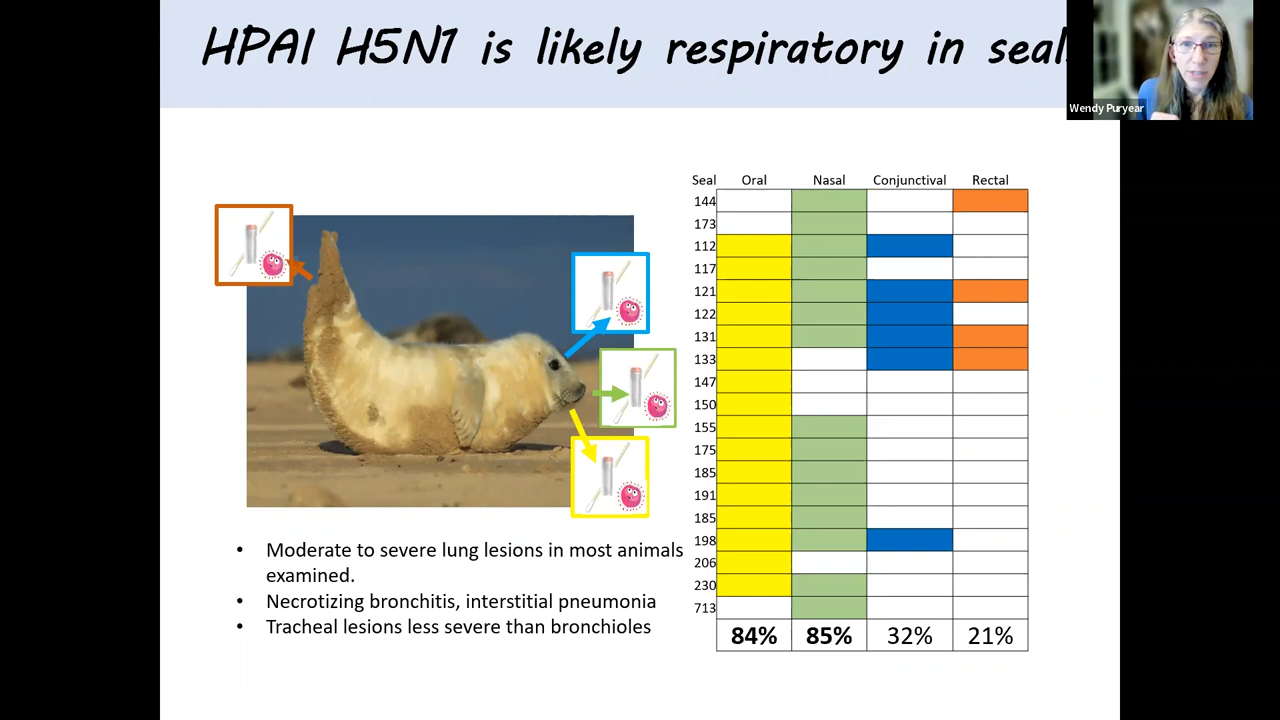 HPAI H5N1 is likely respiratory in seal
Wendy Puryear
Seal Oral Nasal Conjunctival Rectal
144
173
112
117
121
122
131
133
147
150
155
175
185
191
185
198
206
230
713
84% 85% 32% 21%
• Moderate to severe lung lesions in most animals
examined.
• Necrotizing bronchitis, interstitial pneumonia
• Tracheal lesions less severe than bronchioles